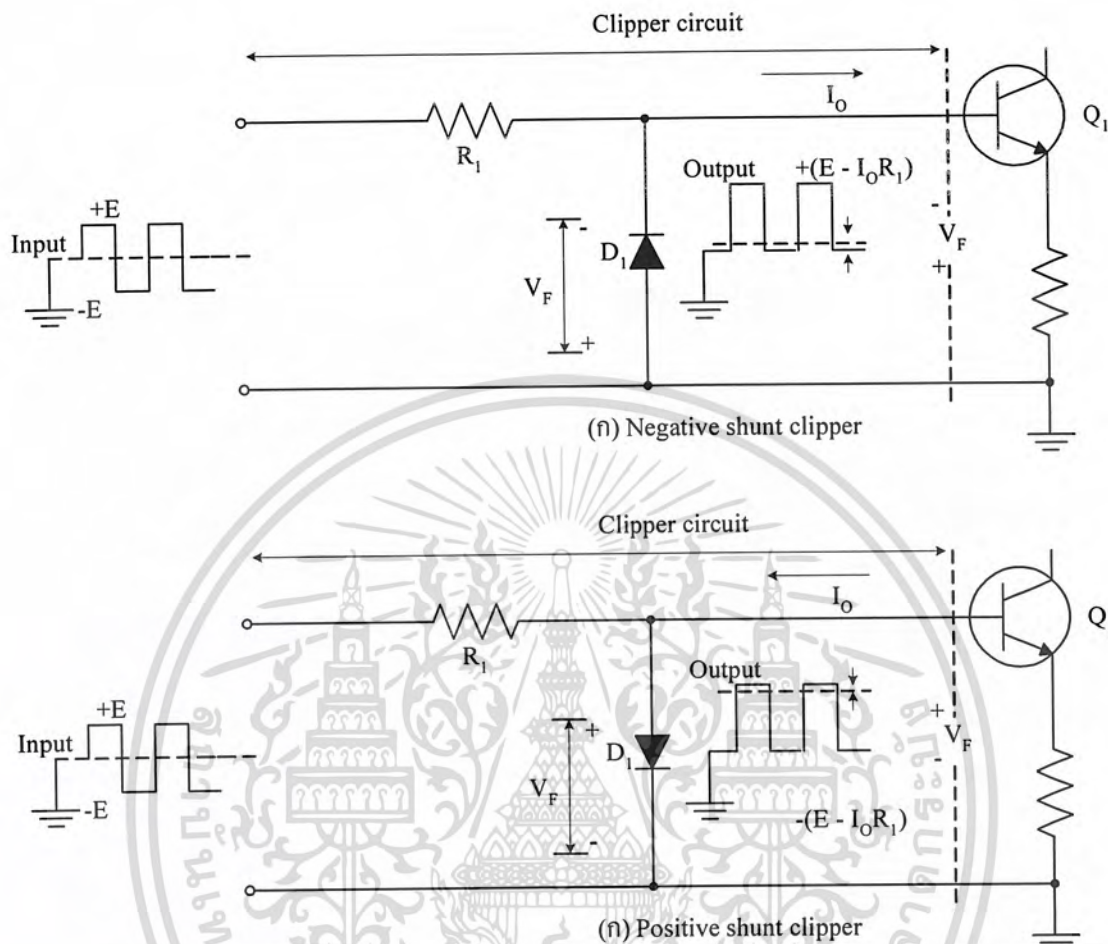 Clipper circuit
I_O
Q_1
R_1
Output +(E - I_OR_1)
+E
Input
-E
- V_F +
D_1
- V_F +
(ก) Negative shunt clipper
Clipper circuit
I_O
Q
R_1
Output
+E
Input
-E
+ V_F -
D_1
+ V_F -
-(E - I_OR_1)
(ก) Positive shunt clipper